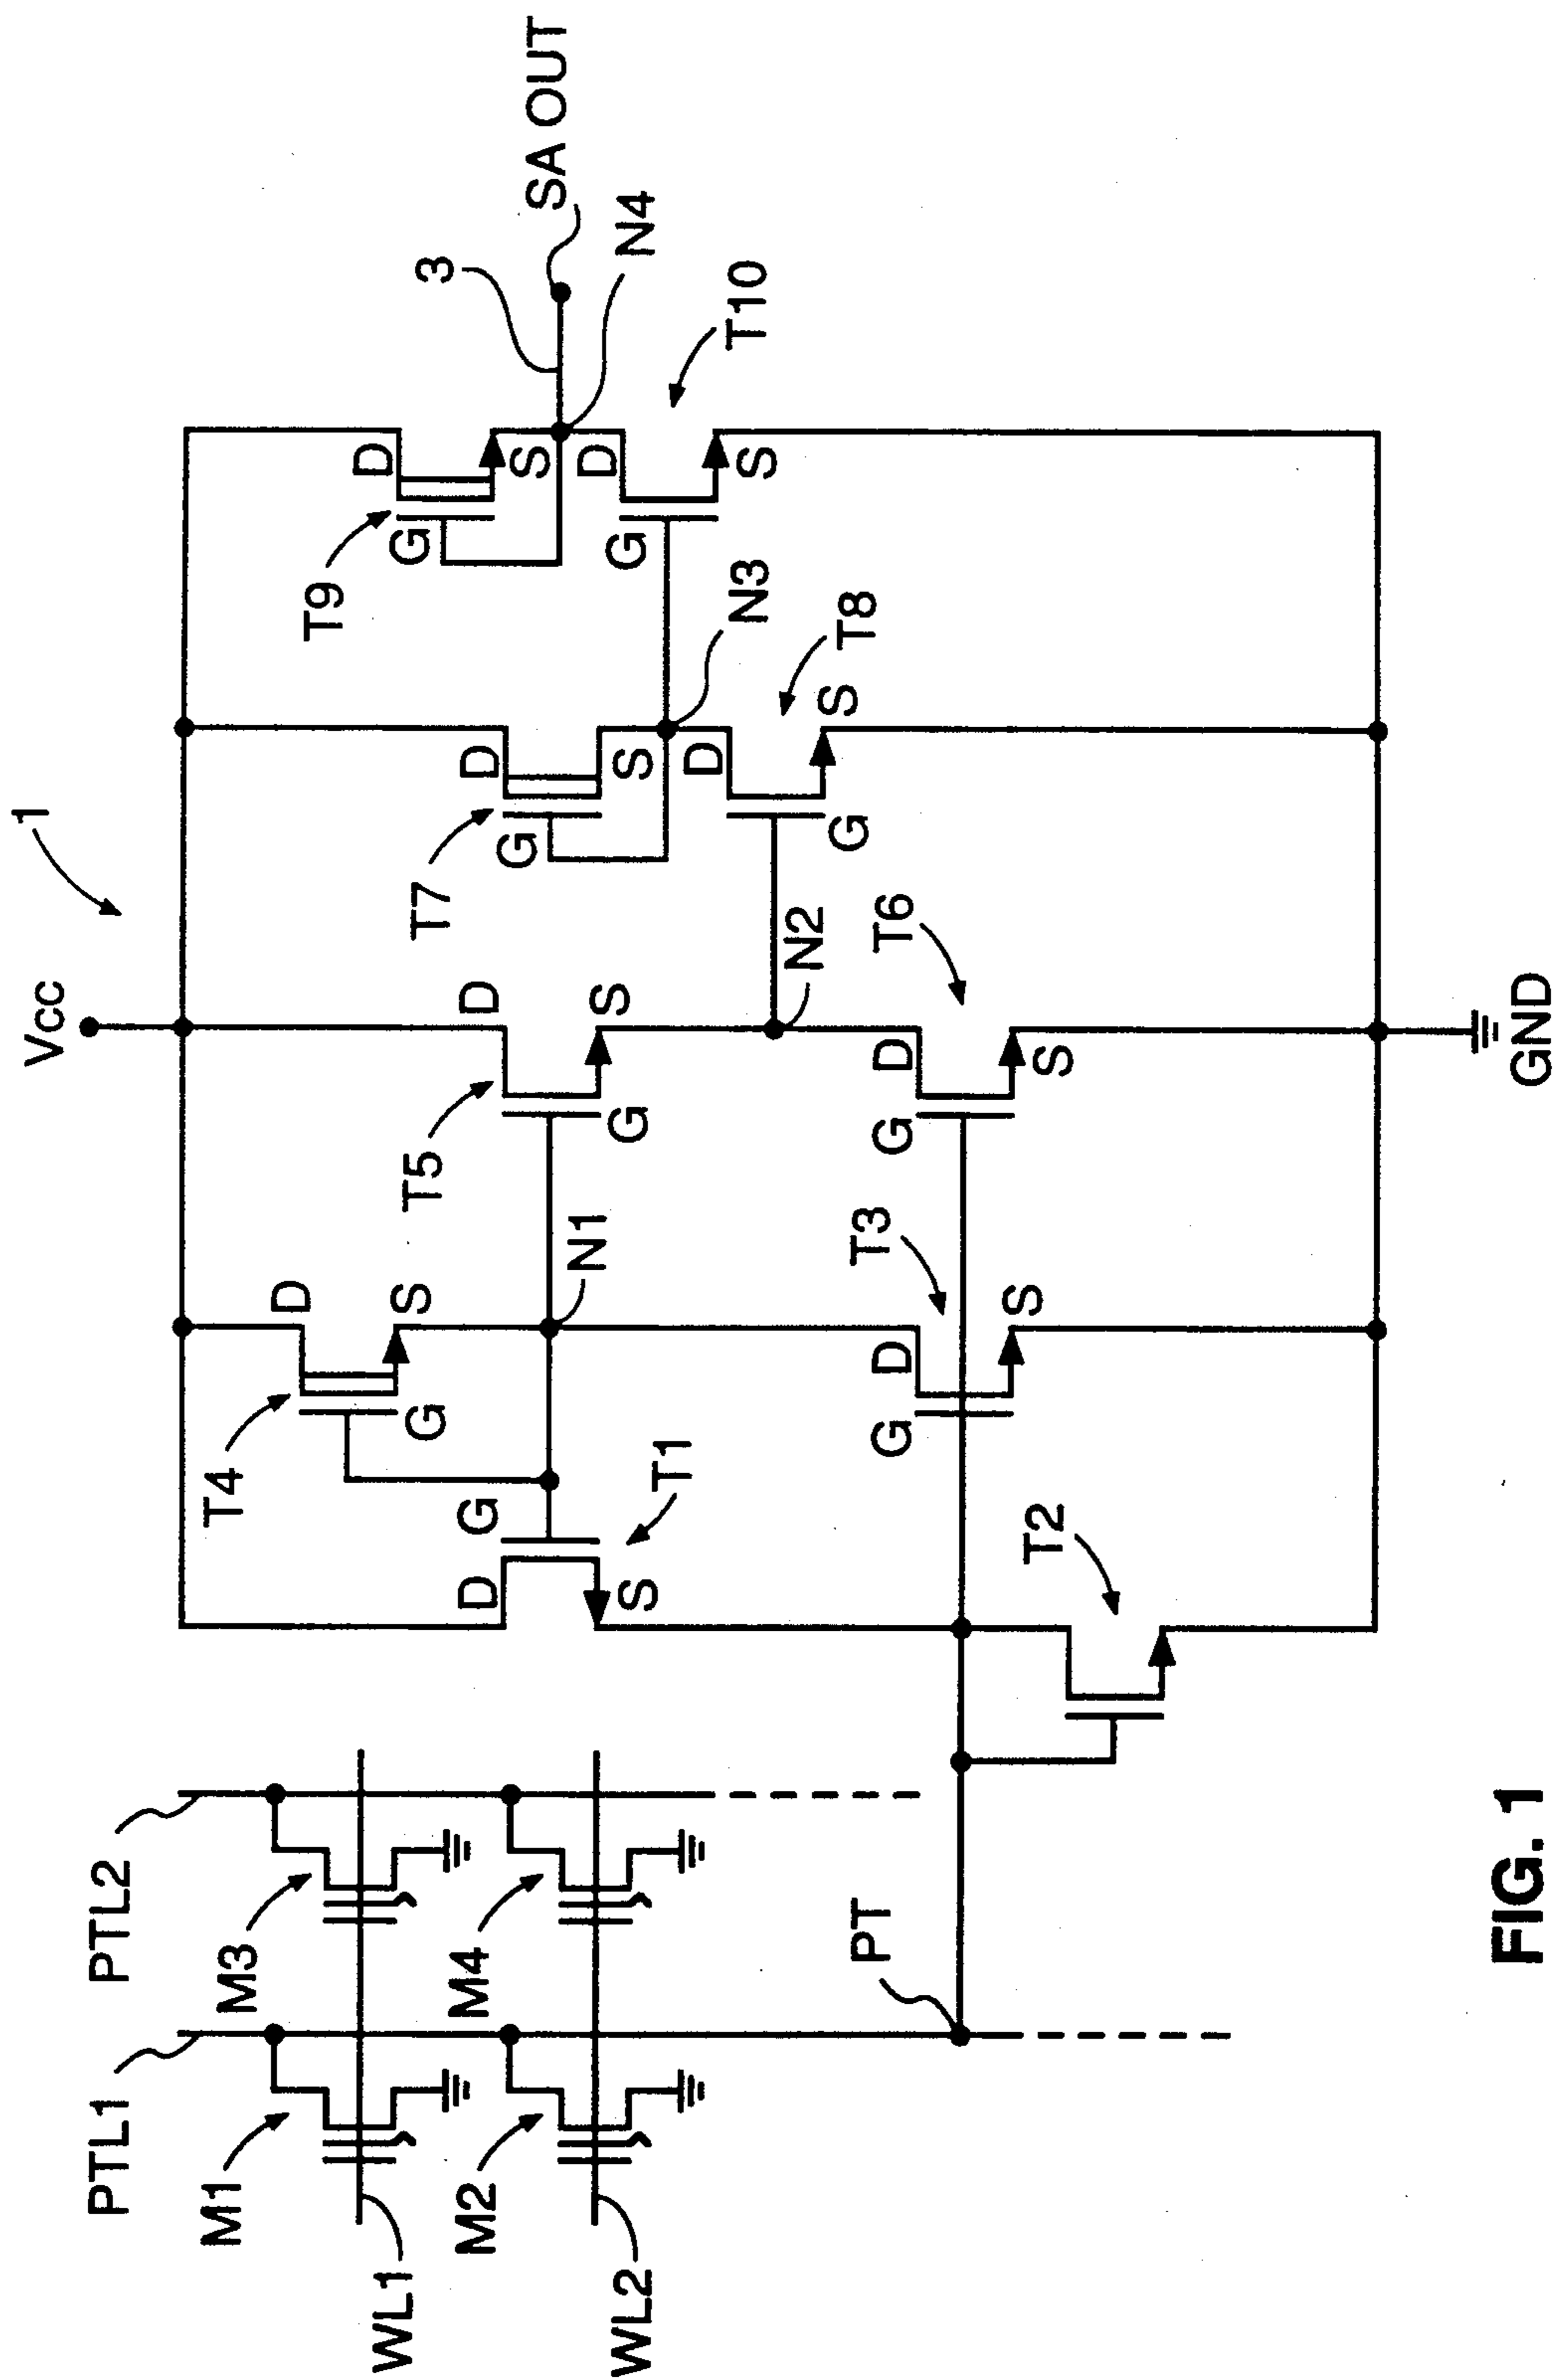 1
Vcc
PTL1
PTL2
M1
M3
WL1
M2
M4
WL2
PT
T4
D
S
G
N1
G
D
S
T1
T5
D
S
G
T7
D
G
S
T9
D
G
S
3
SA OUT
N4
D
G
S
T10
N3
D
G
S
T8
N2
T6
D
G
S
T3
D
G
S
T2
GND
FIG. 1